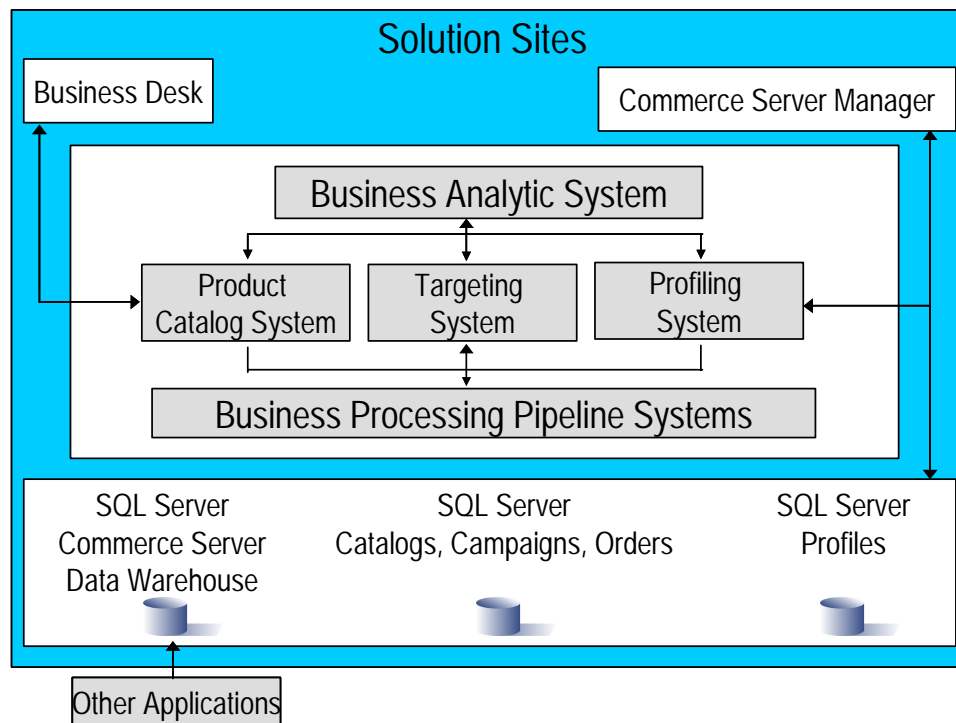 Solution Sites
Business Desk
Commerce Server Manager
Business Analytic System
Product
Catalog System
Targeting
System
Profiling
System
Business Processing Pipeline Systems
SQL Server
Commerce Server
Data Warehouse
SQL Server
Catalogs, Campaigns, Orders
SQL Server
Profiles
Other Applications